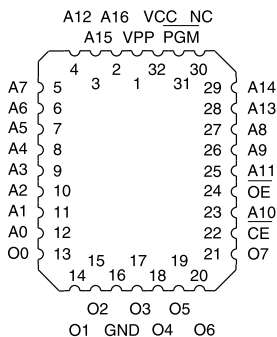 A12 A16 VCC NC
A15 VPP P̅G̅M̅
4 2 32 30
3 1 31
A7 5 29 A14
A6 6 28 A13
A5 7 27 A8
A4 8 26 A9
A3 9 25 A11
A2 10 24 O̅E̅
A1 11 23 A10
A0 12 22 C̅E̅
O0 13 21 O7
15 17 19
14 16 18 20
O2 O3 O5
O1 GND O4 O6